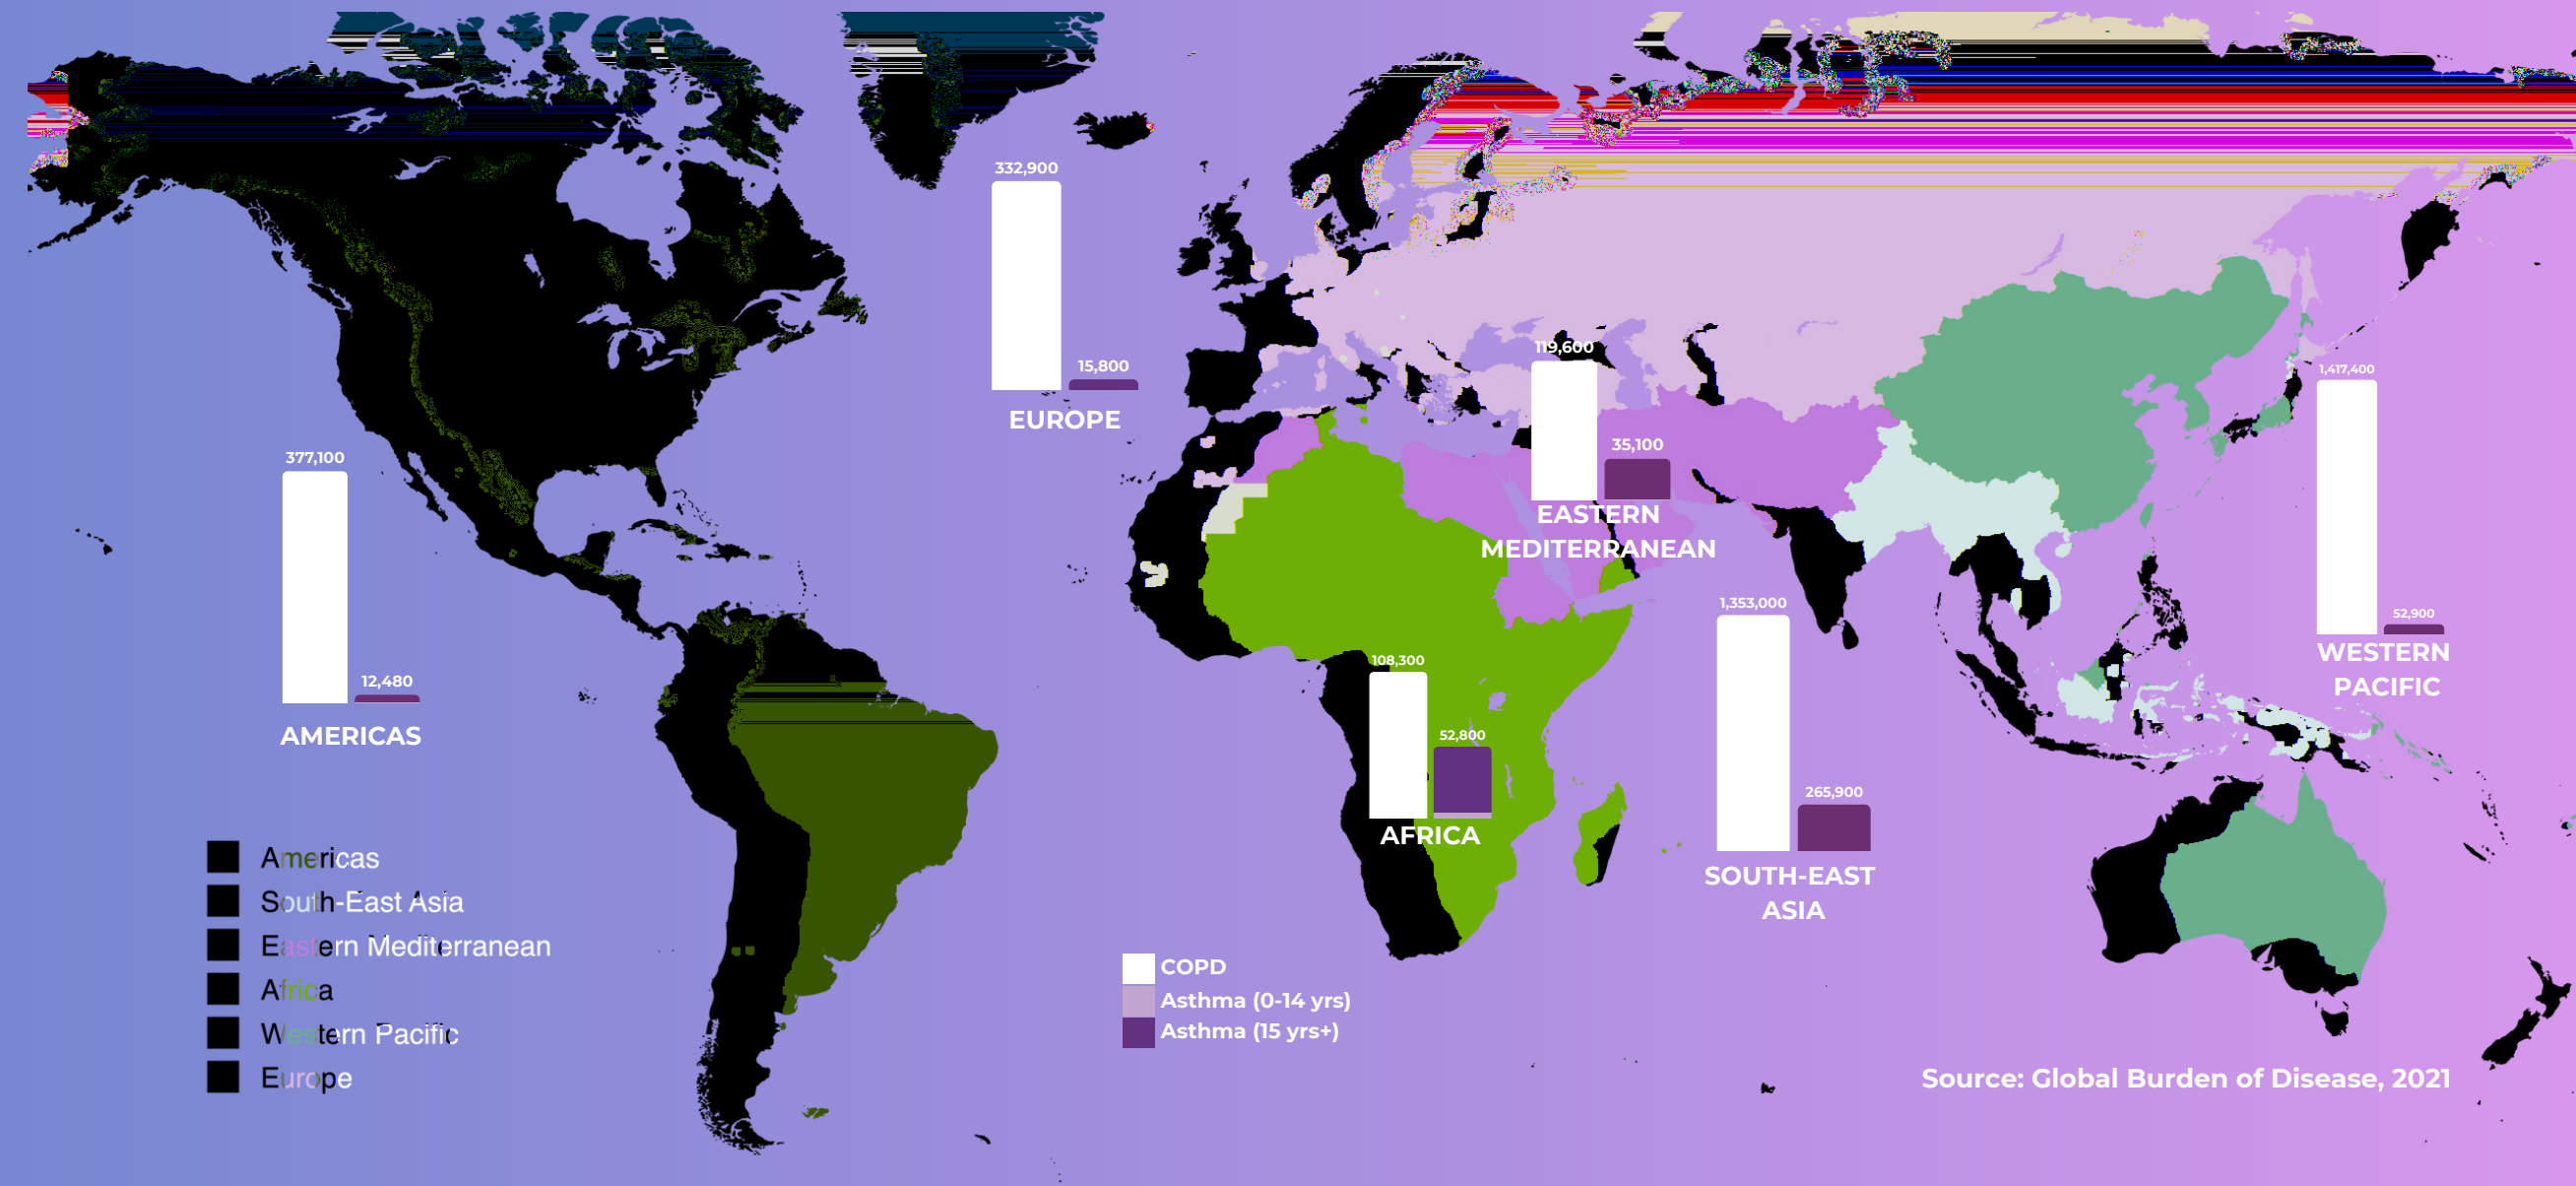 332,900
15,800
EUROPE
377,100
12,480
AMERICAS
119,600
35,100
EASTERN
MEDITERRANEAN
1,417,400
52,900
WESTERN
PACIFIC
108,300
52,800
AFRICA
1,353,000
265,900
SOUTH-EAST
ASIA
Americas
South-East Asia
Eastern Mediterranean
Africa
Western Pacific
Europe
COPD
Asthma (0-14 yrs)
Asthma (15 yrs+)
Source: Global Burden of Disease, 2021